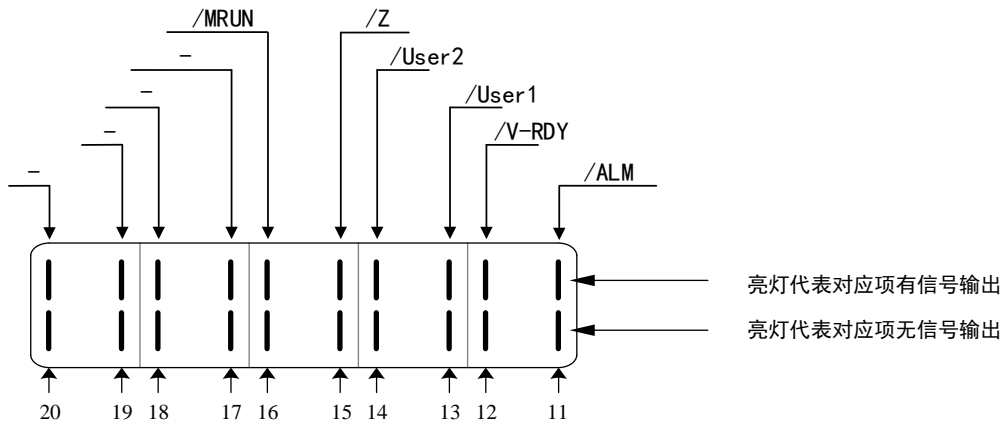 /MRUN
/Z
-
/User2
-
/User1
-
/V-RDY
-
/ALM
亮灯代表对应项有信号输出
亮灯代表对应项无信号输出
20 19 18 17 16 15 14 13 12 11